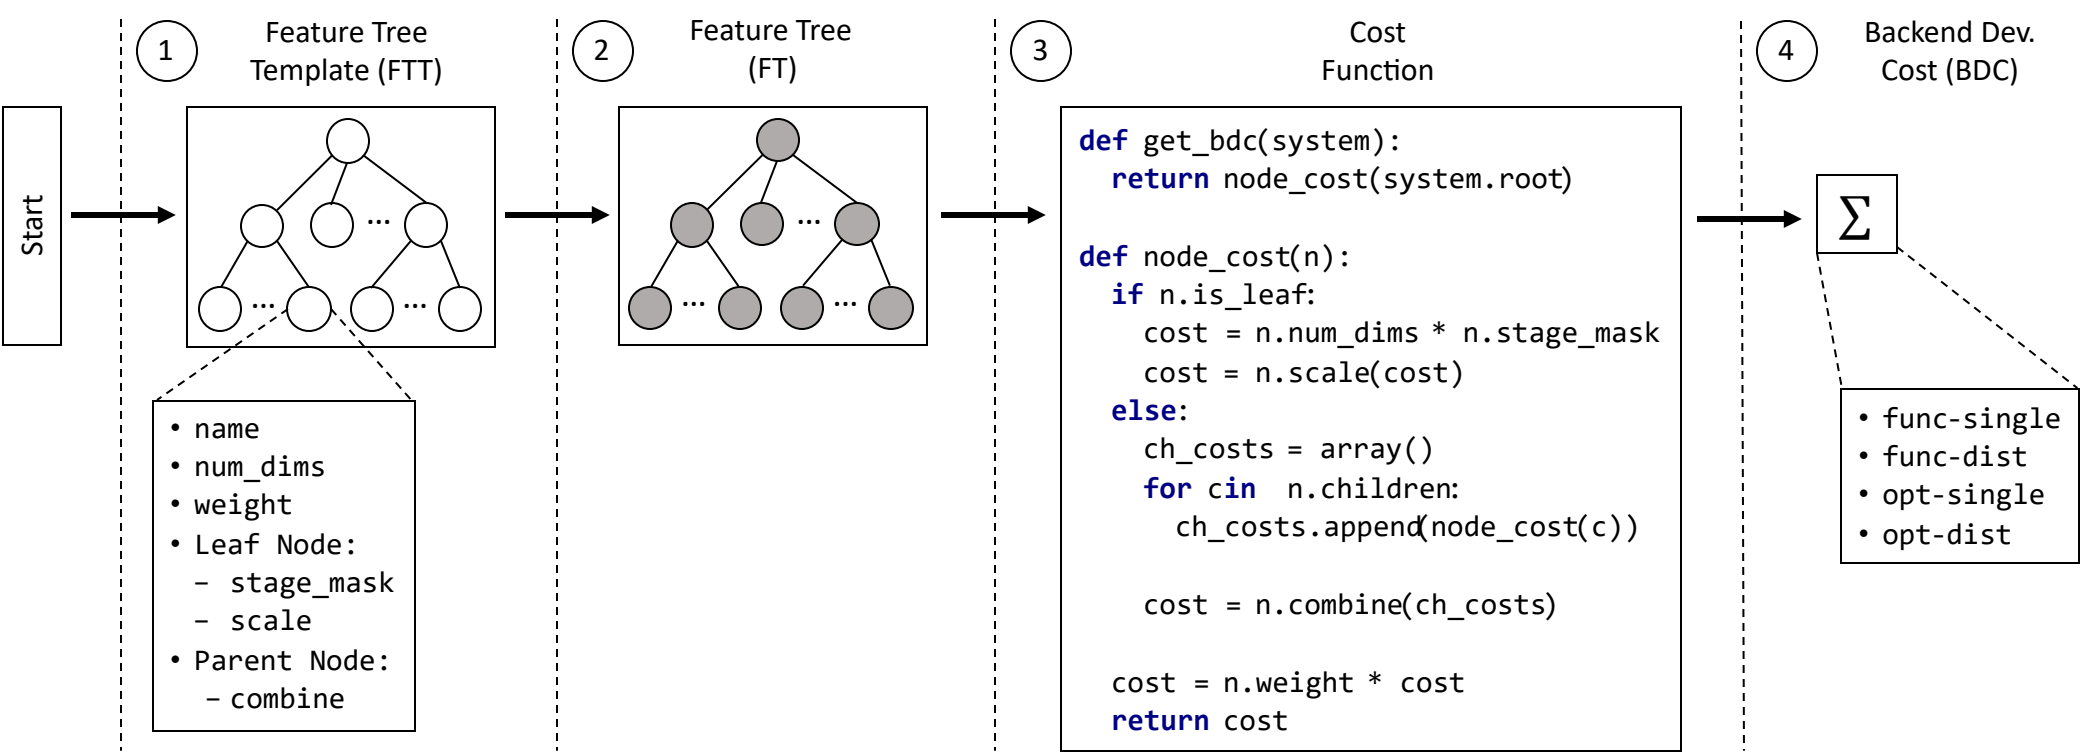 Start
1
Feature Tree
Template (FTT)
...
...
...
• name
• num_dims
• weight
• Leaf Node:
– stage_mask
– scale
• Parent Node:
– combine
2
Feature Tree
(FT)
...
...
...
3
Cost
Function
def get_bdc(system):
return node_cost(system.root)
def node_cost(n):
if n.is_leaf:
cost = n.num_dims * n.stage_mask
cost = n.scale(cost)
else:
ch_costs = array()
for cin n.children:
ch_costs.append(node_cost(c))
cost = n.combine(ch_costs)
cost = n.weight * cost
return cost
4
Backend Dev.
Cost (BDC)
∑
• func-single
• func-dist
• opt-single
• opt-dist